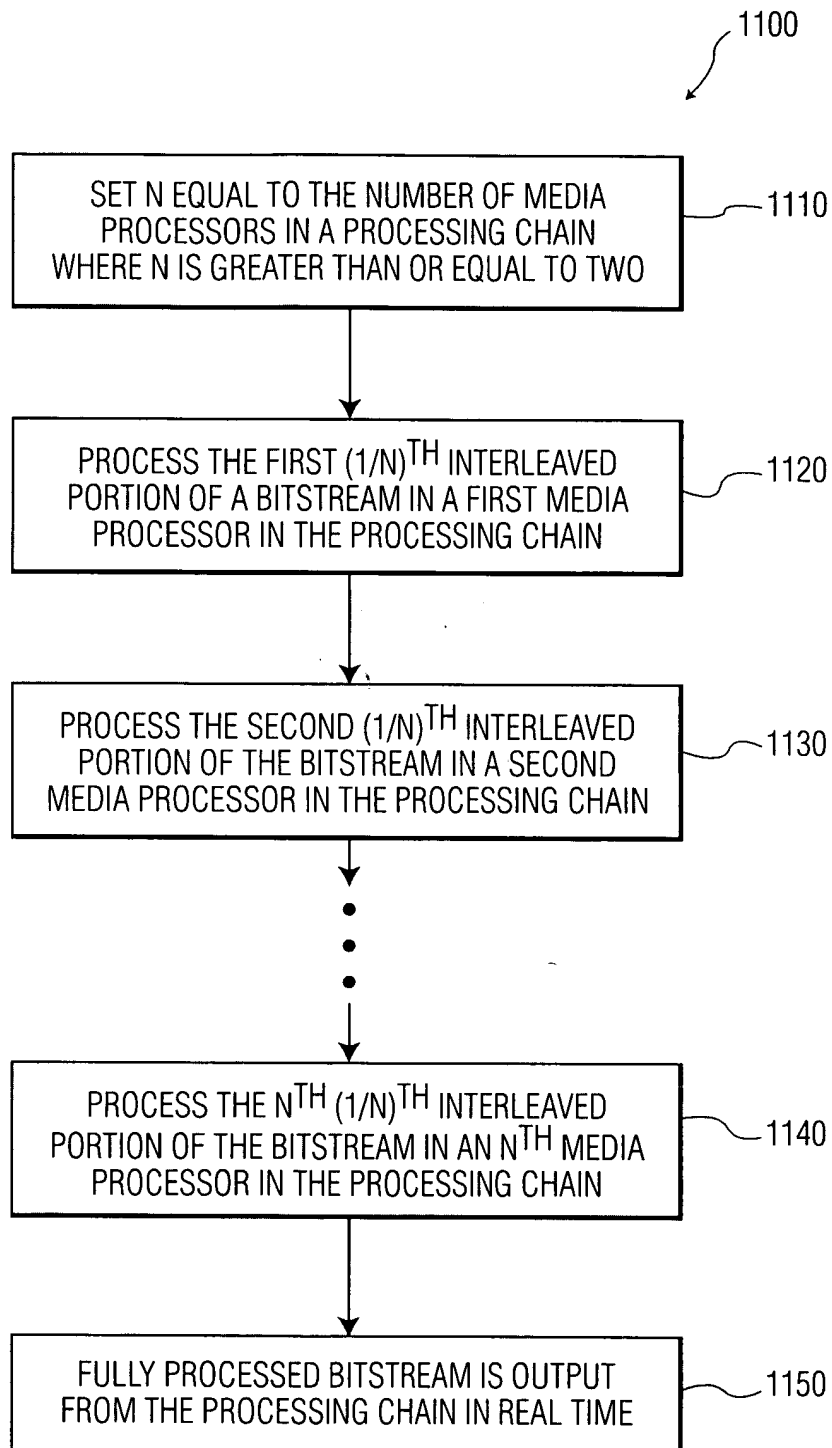 1100
SET N EQUAL TO THE NUMBER OF MEDIA
PROCESSORS IN A PROCESSING CHAIN
WHERE N IS GREATER THAN OR EQUAL TO TWO
1110
PROCESS THE FIRST (1/N)TH INTERLEAVED
PORTION OF A BITSTREAM IN A FIRST MEDIA
PROCESSOR IN THE PROCESSING CHAIN
1120
PROCESS THE SECOND (1/N)TH INTERLEAVED
PORTION OF THE BITSTREAM IN A SECOND
MEDIA PROCESSOR IN THE PROCESSING CHAIN
1130
PROCESS THE NTH (1/N)TH INTERLEAVED
PORTION OF THE BITSTREAM IN AN NTH MEDIA
PROCESSOR IN THE PROCESSING CHAIN
1140
FULLY PROCESSED BITSTREAM IS OUTPUT
FROM THE PROCESSING CHAIN IN REAL TIME
1150